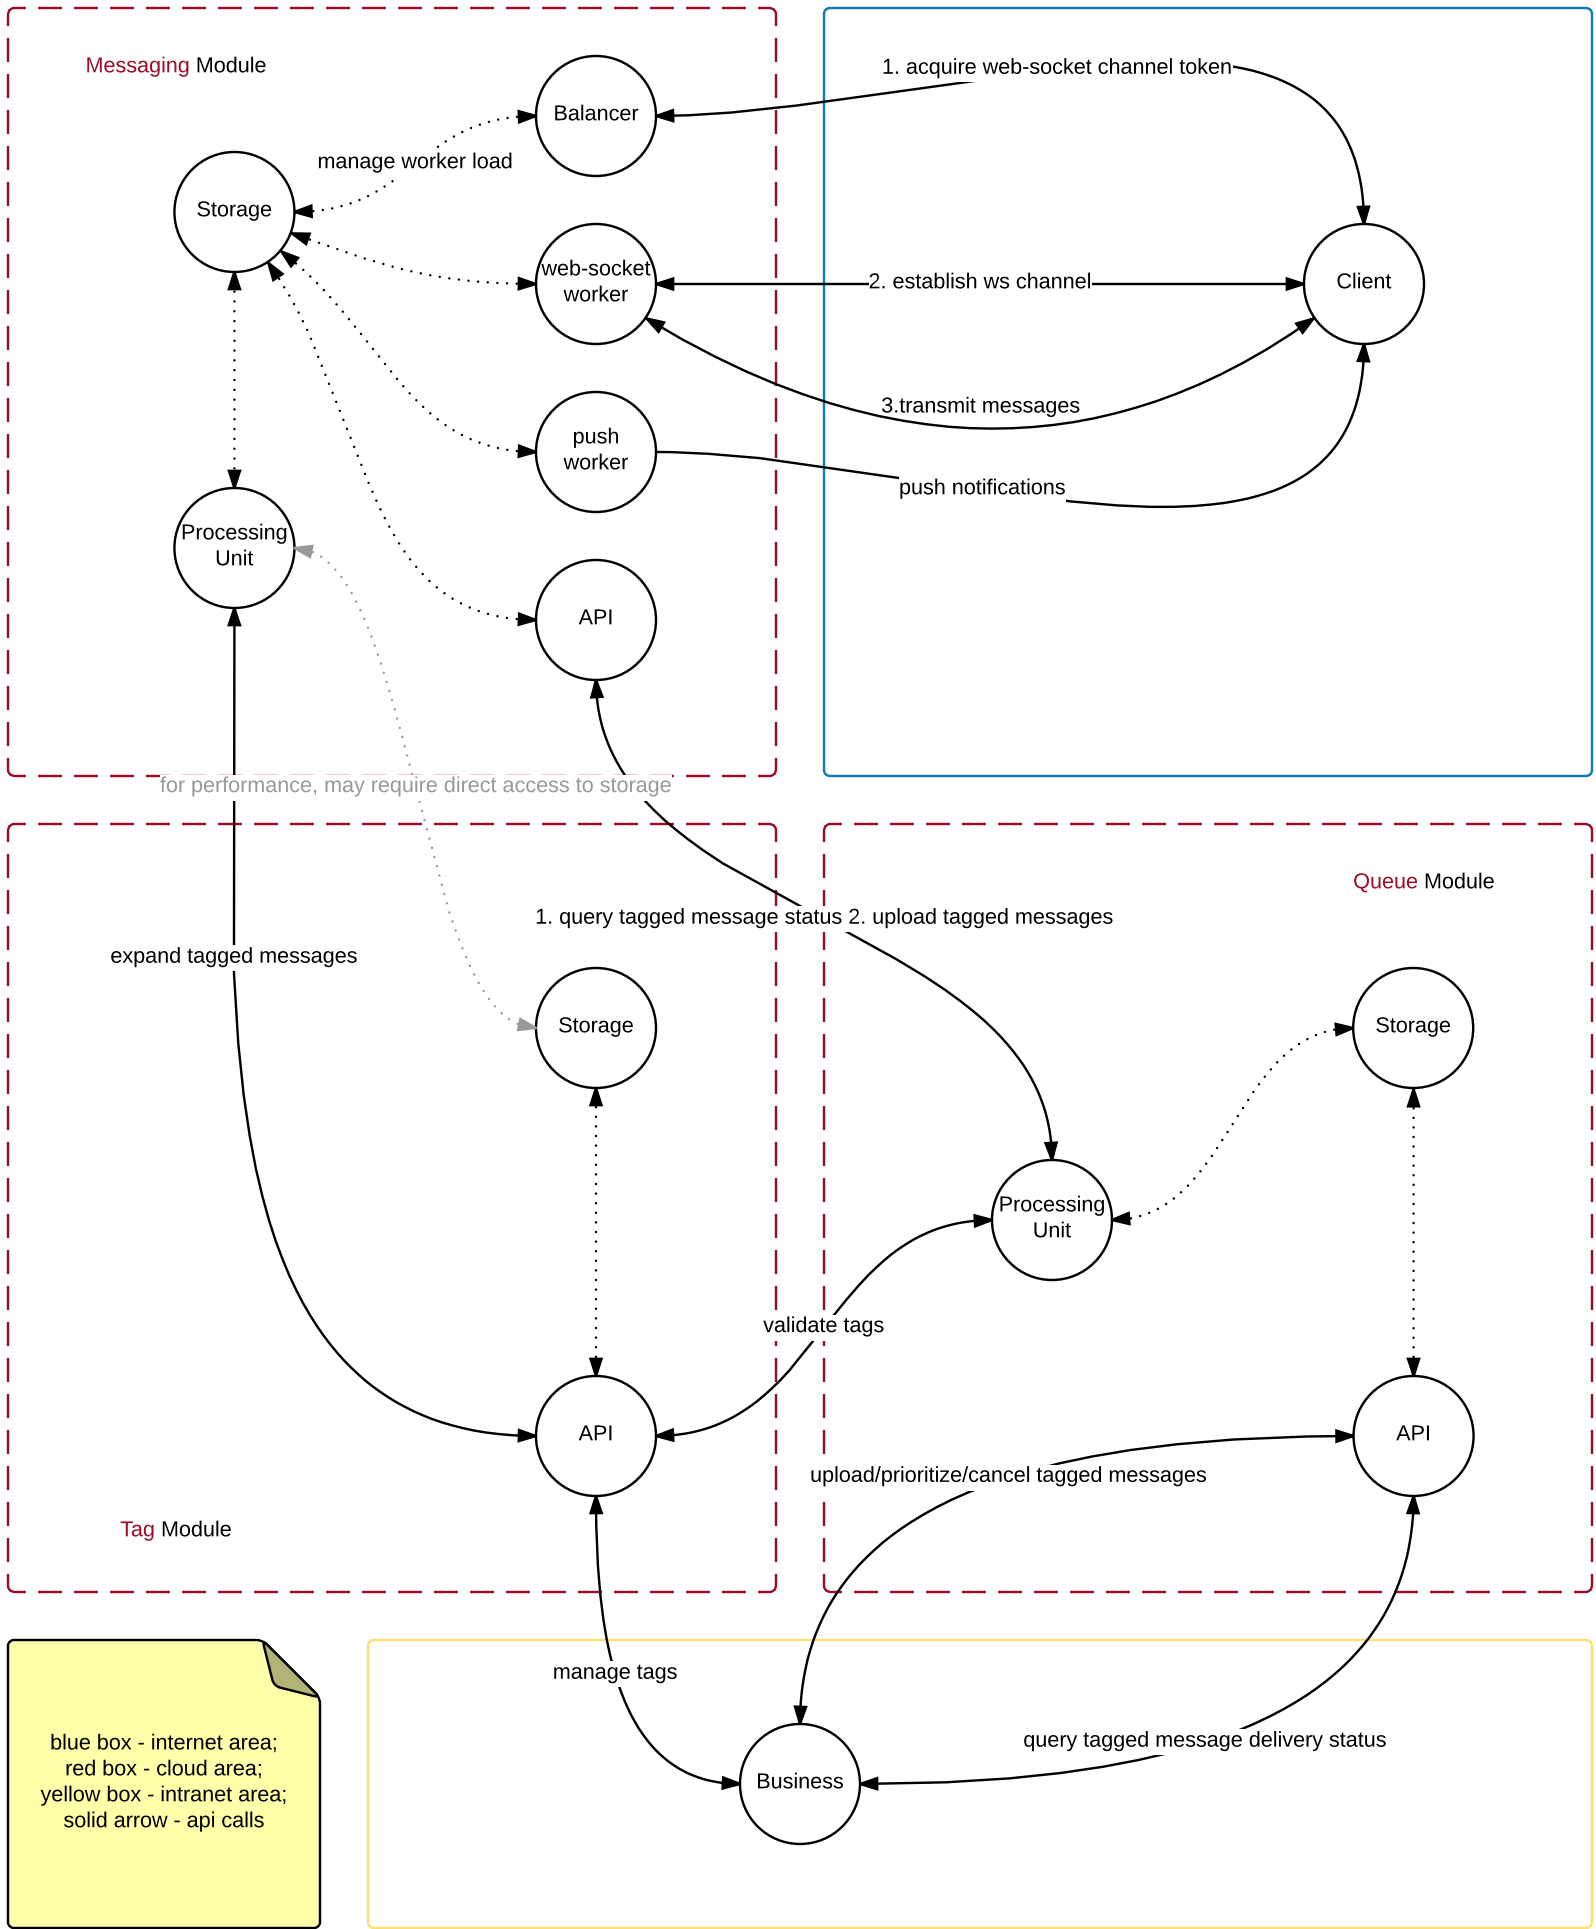 Messaging Module
1. acquire web-socket channel token
Balancer
manage worker load
Storage
web-socket
worker
2. establish ws channel
Client
3.transmit messages
push
worker
push notifications
Processing
Unit
API
for performance, may require direct access to storage
Queue Module
1. query tagged message status 2. upload tagged messages
expand tagged messages
Storage
Storage
Processing
Unit
validate tags
API
API
upload/prioritize/cancel tagged messages
Tag Module
manage tags
query tagged message delivery status
Business
blue box - internet area;
red box - cloud area;
yellow box - intranet area;
solid arrow - api calls